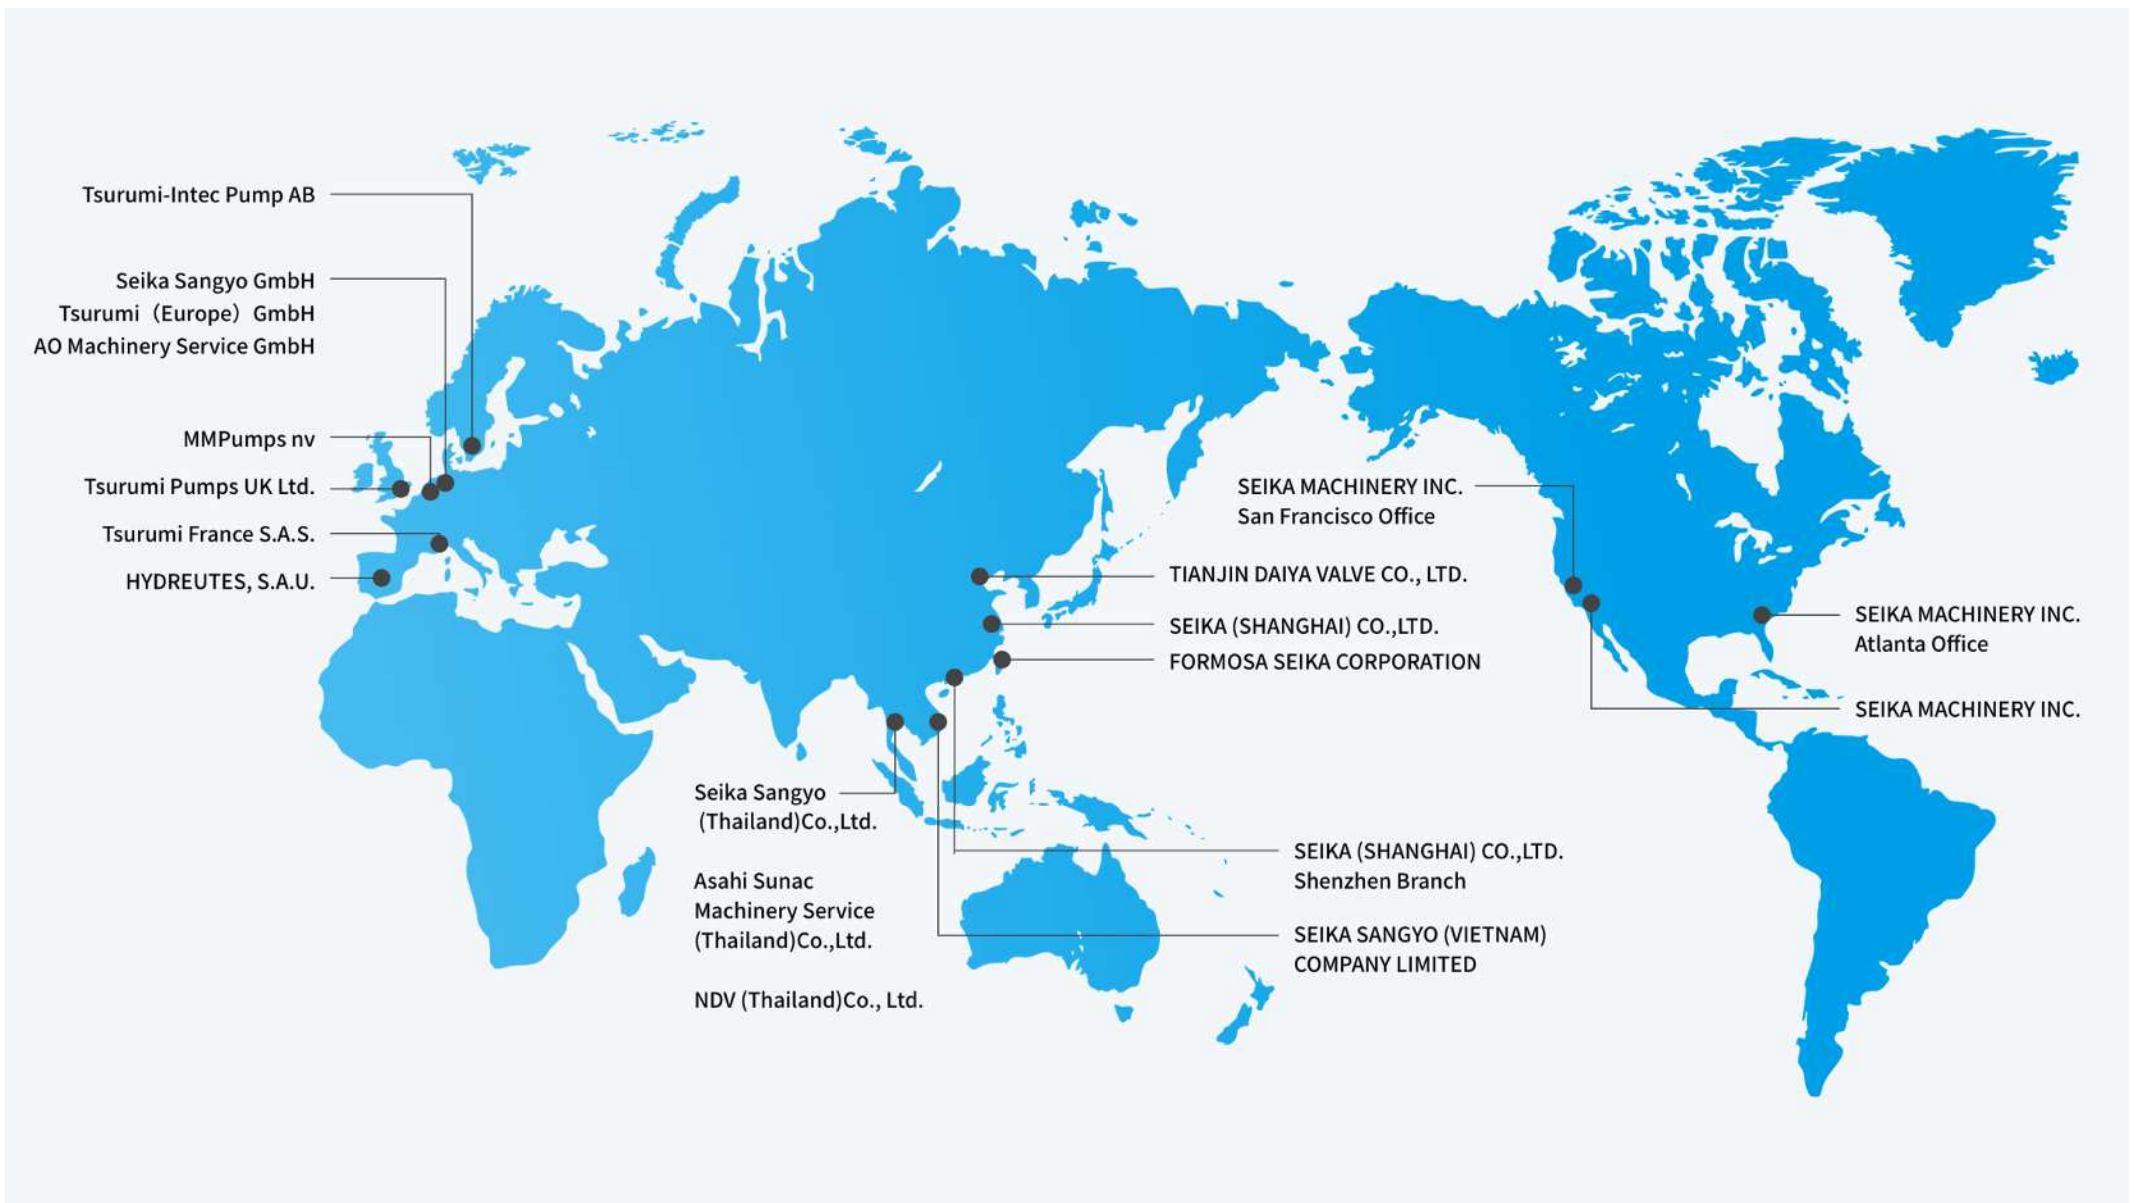 Tsurumi-Intec Pump AB
Seika Sangyo GmbH
Tsurumi（Europe）GmbH
AO Machinery Service GmbH
MMPumps nv
Tsurumi Pumps UK Ltd.
Tsurumi France S.A.S.
HYDREUTES, S.A.U.
Seika Sangyo
(Thailand)Co.,Ltd.
Asahi Sunac
Machinery Service
(Thailand)Co.,Ltd.
NDV (Thailand)Co., Ltd.
SEIKA MACHINERY INC.
San Francisco Office
TIANJIN DAIYA VALVE CO., LTD.
SEIKA (SHANGHAI) CO.,LTD.
FORMOSA SEIKA CORPORATION
SEIKA (SHANGHAI) CO.,LTD.
Shenzhen Branch
SEIKA SANGYO (VIETNAM)
COMPANY LIMITED
SEIKA MACHINERY INC.
Atlanta Office
SEIKA MACHINERY INC.